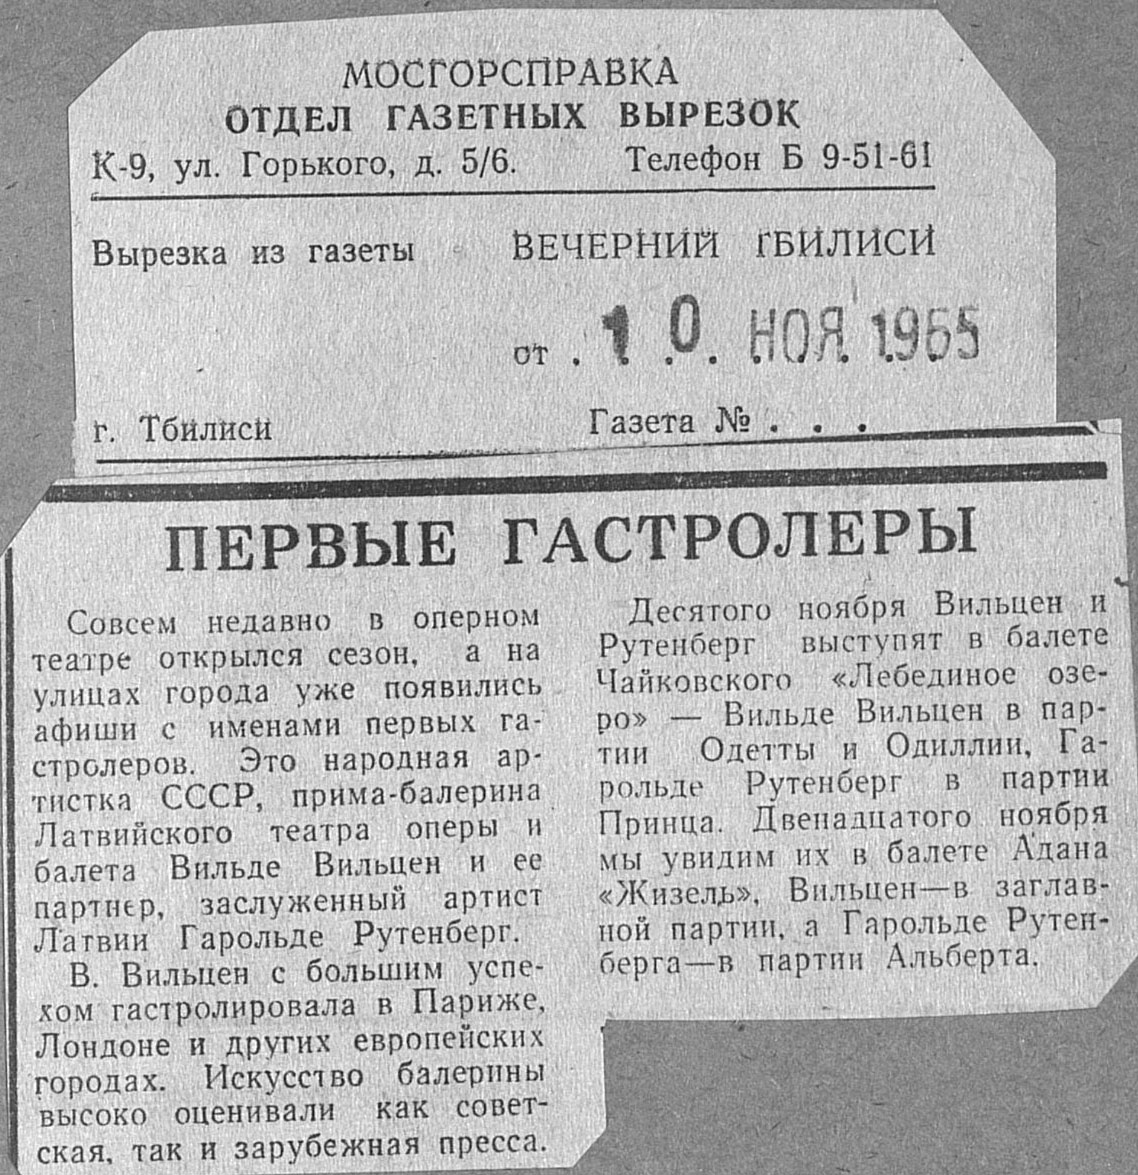 МОСГОРСПРАВКА
ОТДЕЛ ГАЗЕТНЫХ ВЫРЕЗОК
К-9, ул. Горького, д. 5/6. Телефон Б 9-51-61
Вырезка из газеты ВЕЧЕРНИЙ ТБИЛИСИ
от . 1 0. НОЯ. 1965
г. Тбилиси Газета № . . .
ПЕРВЫЕ ГАСТРОЛЕРЫ
Совсем недавно в оперном
театре открылся сезон, а на
улицах города уже появились
афиши с именами первых га-
стролеров. Это народная ар-
тистка СССР, прима-балерина
Латвийского театра оперы и
балета Вильде Вильцен и ее
партнер, заслуженный артист
Латвии Гарольде Рутенберг.
В. Вильцен с большим успе-
хом гастролировала в Париже,
Лондоне и других европейских
городах. Искусство балерины
высоко оценивали как совет-
ская, так и зарубежная пресса.
Десятого ноября Вильцен и
Рутенберг выступят в балете
Чайковского «Лебединое озе-
ро» — Вильде Вильцен в пар-
тии Одетты и Одиллии, Га-
рольде Рутенберг в партии
Принца. Двенадцатого ноября
мы увидим их в балете Адана
«Жизель», Вильцен—в заглав-
ной партии, а Гарольде Рутен-
берга—в партии Альберта.